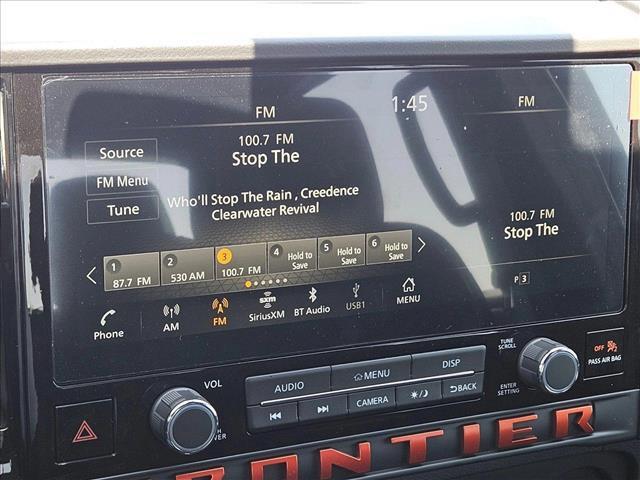 FM
1:45
FM
100.7 FM
Stop The
Source
FM Menu
Tune
Who'll Stop The Rain , Creedence
Clearwater Revival
100.7 FM
Stop The
P 3
1
87.7 FM
2
530 AM
3
100.7 FM
4
Hold to
Save
5
Hold to
Save
6
Hold to
Save
Phone
AM
FM
sxm
SiriusXM
BT Audio
USB1
MENU
VOL
AUDIO
MENU
DISP
CAMERA
BACK
TUNE
SCROLL
ENTER
SETTING
OFF
PASS AIR BAG
RONTIER